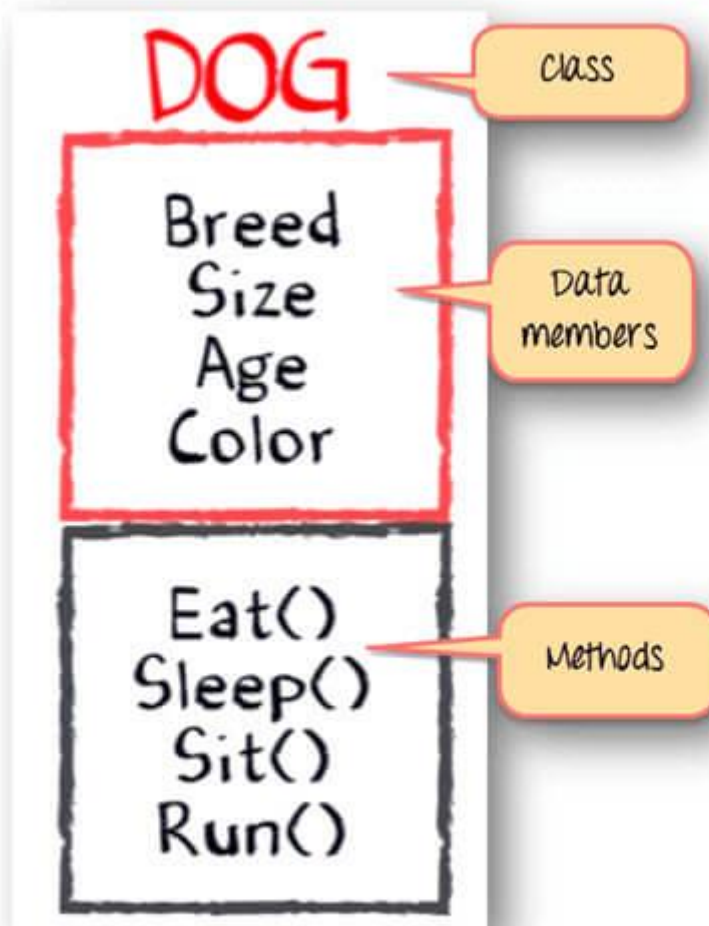 DOG
Class
Breed
Size
Age
Color
Data
members
Eat()
Sleep()
Sit()
Run()
Methods